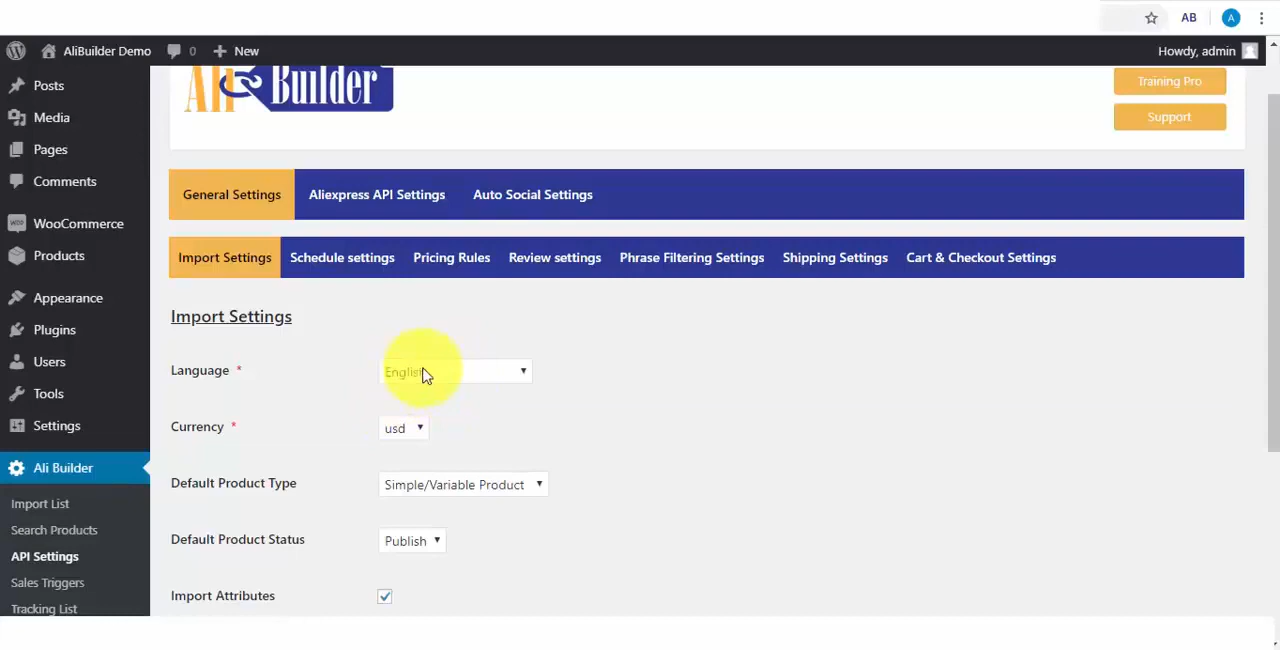 AB
A
AliBuilder Demo
0
New
Howdy, admin
Posts
Media
Pages
Comments
WooCommerce
Products
Appearance
Plugins
Users
Tools
Settings
Ali Builder
Import List
Search Products
API Settings
Sales Triggers
Tracking List
Ali Builder
Training Pro
Support
General Settings
Aliexpress API Settings
Auto Social Settings
Import Settings
Schedule settings
Pricing Rules
Review settings
Phrase Filtering Settings
Shipping Settings
Cart & Checkout Settings
Import Settings
Language *
English
Currency *
usd
Default Product Type
Simple/Variable Product
Default Product Status
Publish
Import Attributes